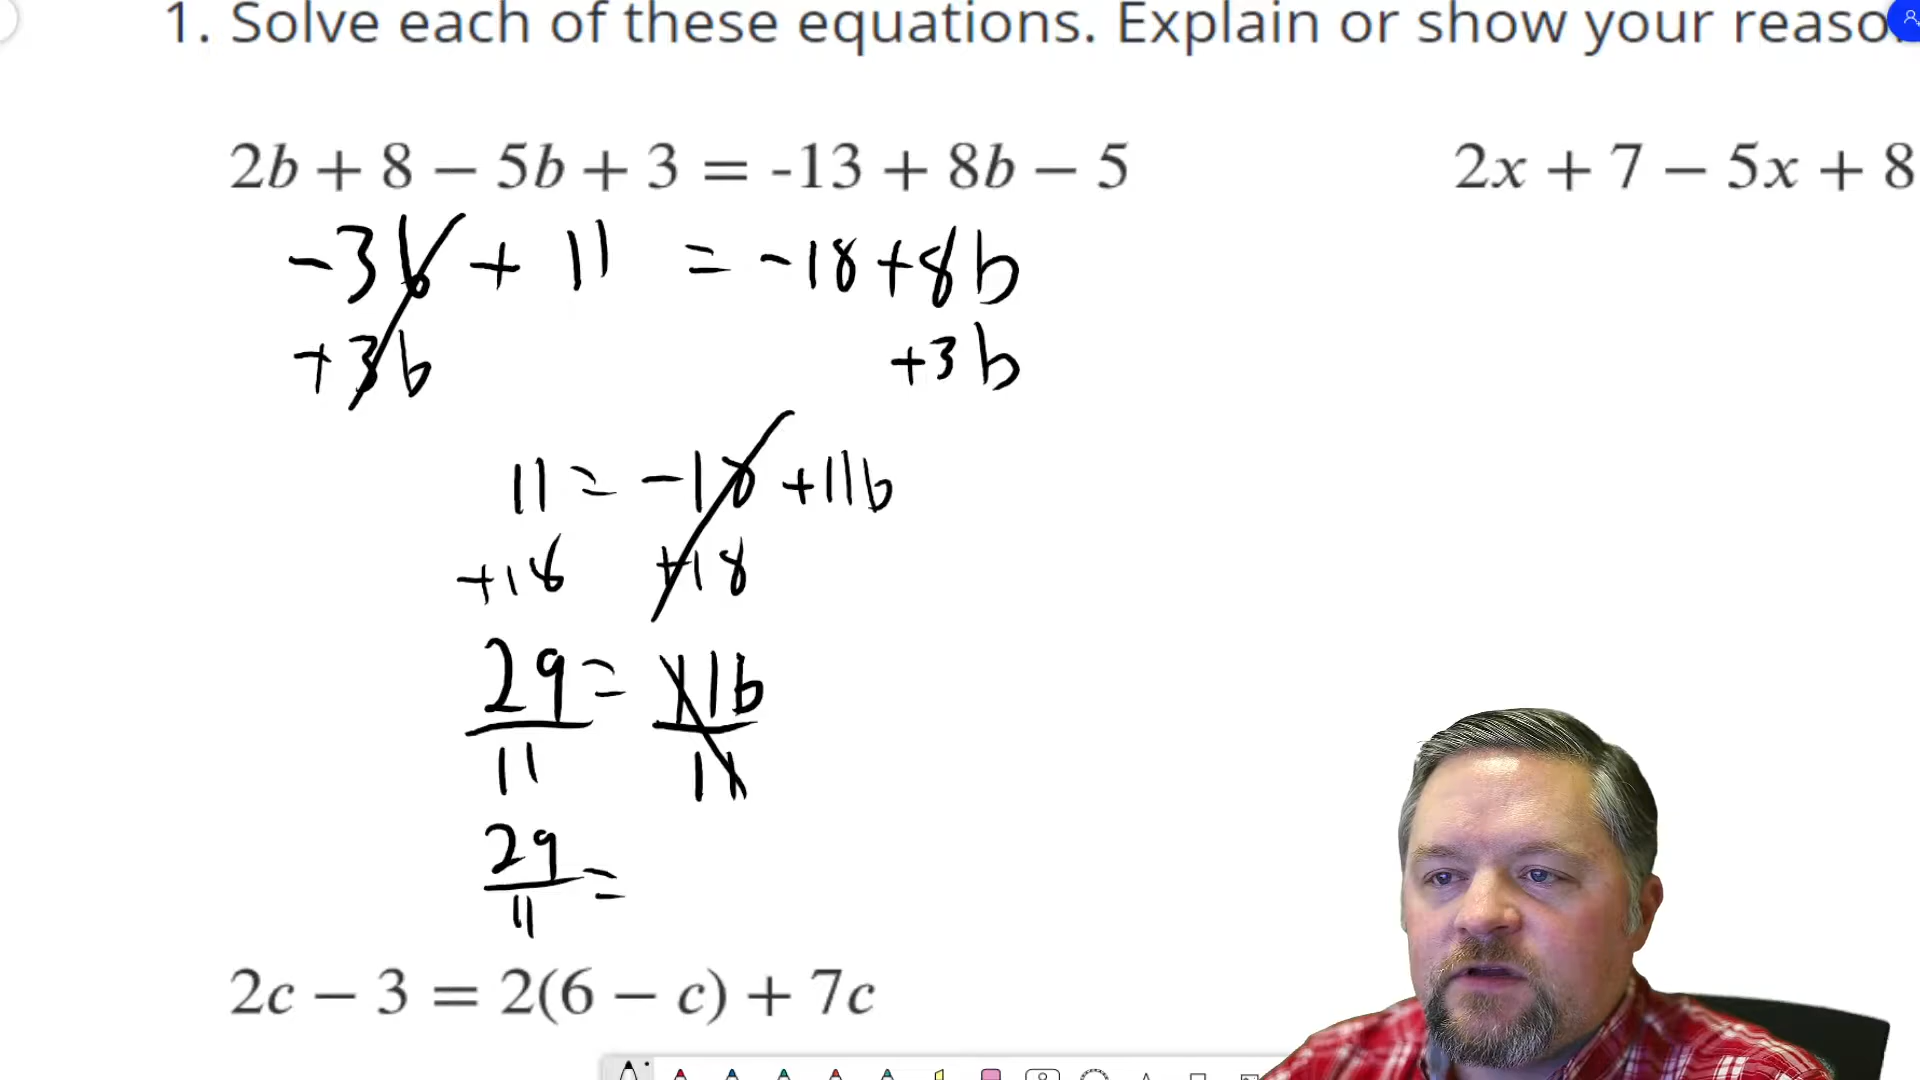 1. Solve each of these equations. Explain or show your reaso
2b + 8 − 5b + 3 = -13 + 8b − 5
2x + 7 − 5x + 8
-3b + 11 = -18+8b
+3b +3b
11 = -18 +11b
+18 +18
29 = 11b
11 11
29 =
11
2c − 3 = 2(6 − c) + 7c